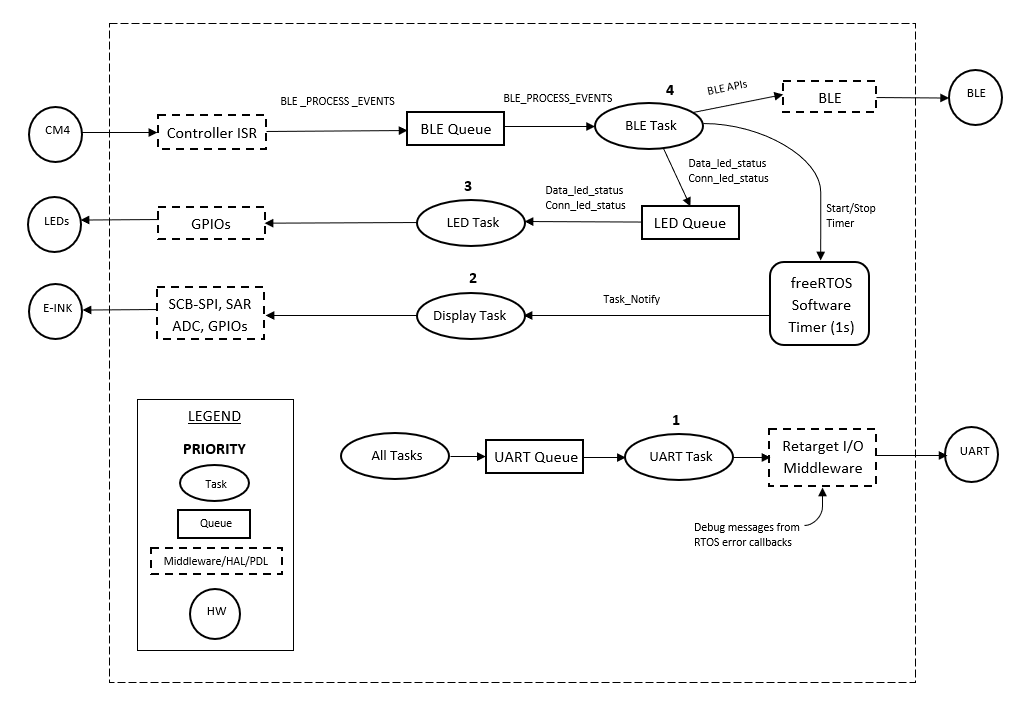 CM4
Controller ISR
BLE _PROCESS _EVENTS
BLE Queue
BLE_PROCESS_EVENTS
4
BLE Task
BLE APIs
BLE
BLE
Data_led_status
Conn_led_status
LEDs
GPIOs
3
LED Task
Data_led_status
Conn_led_status
LED Queue
Start/Stop
Timer
E-INK
SCB-SPI, SAR
ADC, GPIOs
2
Display Task
Task_Notify
freeRTOS
Software
Timer (1s)
All Tasks
UART Queue
1
UART Task
Retarget I/O
Middleware
UART
Debug messages from
RTOS error callbacks
LEGEND
PRIORITY
Task
Queue
Middleware/HAL/PDL
HW